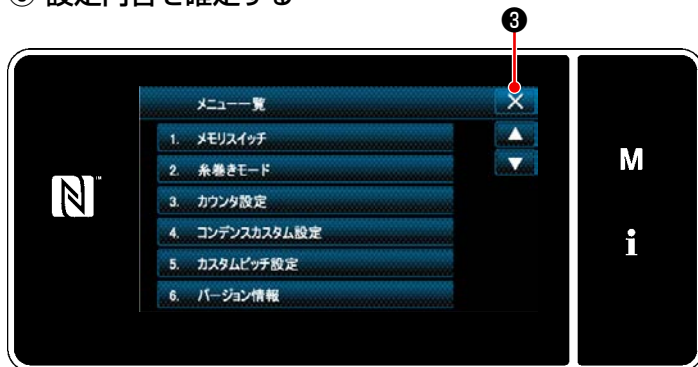 設定内容を確定する
❸
メニュー一覧
1. メモリスイッチ
2. 糸巻きモード
3. カウンタ設定
4. コンデンスカスタム設定
5. カスタムピッチ設定
6. バージョン情報
M
i